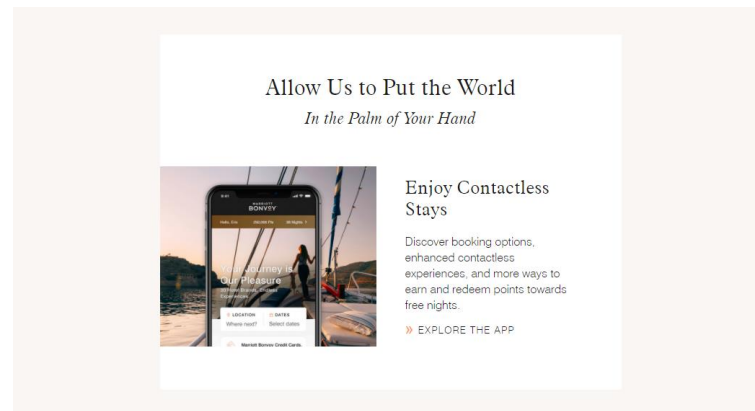 Allow Us to Put the World
In the Palm of Your Hand
MARRIOTT
BONVOY
Your Journey Is
Our Pleasure
Experiences
LOCATION
DATES
Where next?
Select dates
Marriott Bonvoy Credit Cards.
Enjoy Contactless
Stays
Discover booking options,
enhanced contactless
experiences, and more ways to
earn and redeem points towards
free nights.
» EXPLORE THE APP